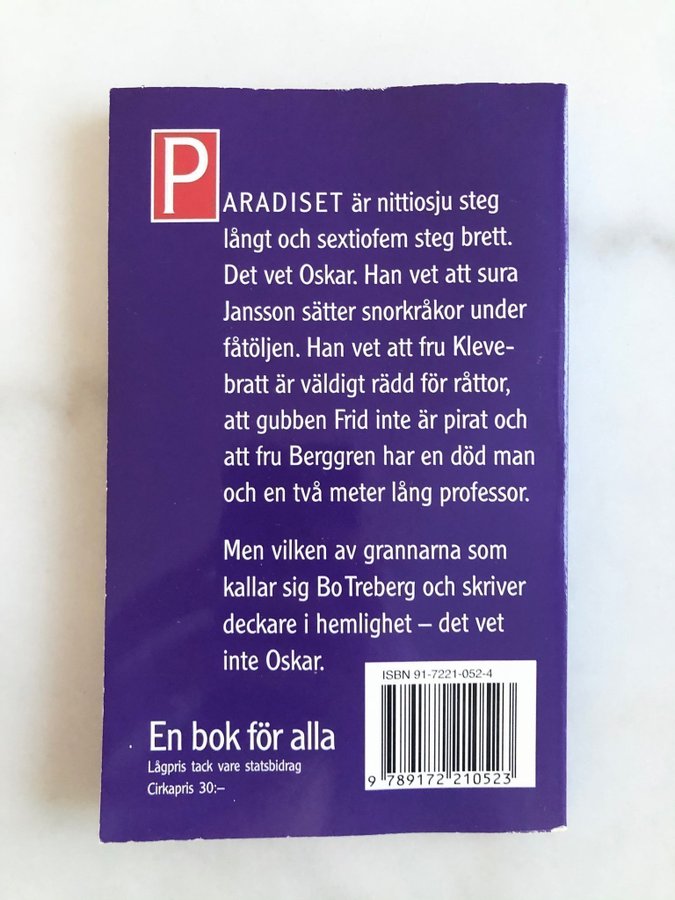 PARADISET är nittiosju steg
långt och sextiofem steg brett.
Det vet Oskar. Han vet att sura
Jansson sätter snorkråkor under
fåtöljen. Han vet att fru Kleve-
bratt är väldigt rädd för råttor,
att gubben Frid inte är pirat och
att fru Berggren har en död man
och en två meter lång professor.
Men vilken av grannarna som
kallar sig Bo Treberg och skriver
deckare i hemlighet – det vet
inte Oskar.
ISBN 91-7221-052-4
9 789172 210523
En bok för alla
Lågpris tack vare statsbidrag
Cirkapris 30:–